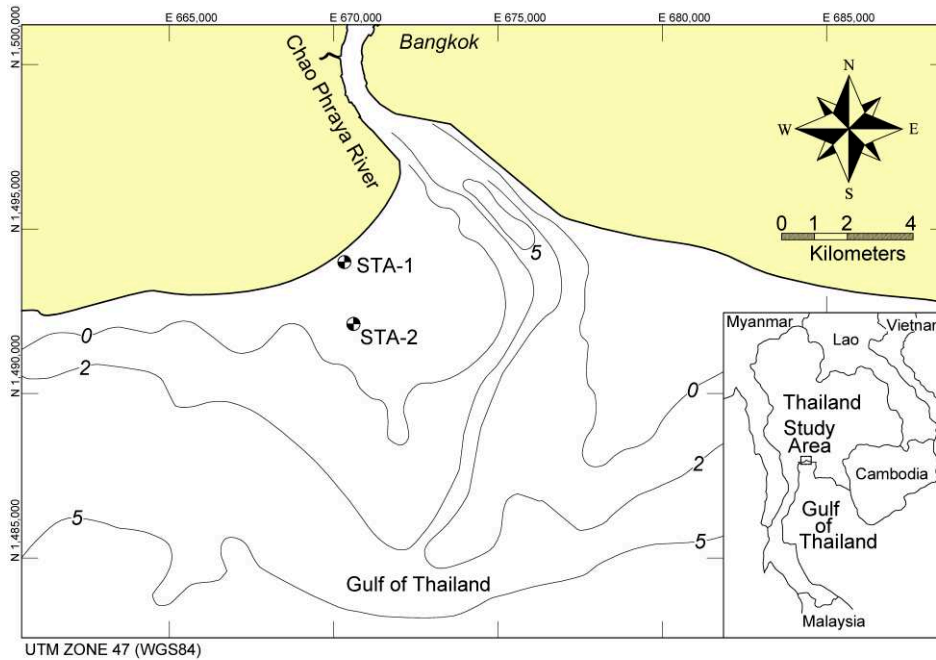 E 665,000 E 670,000 E 675,000 E 680,000 E 685,000
N 1,5000,000
N 1,495,000
N 1,490,000
N 1,485,000
Bangkok
Chao Phraya River
N
W E
S
0 1 2 4
Kilometers
5
STA-1
STA-2
0
2
5
0
2
5
Gulf of Thailand
Myanmar
Lao
Vietnam
Thailand
Study
Area
Cambodia
Gulf
of
Thailand
Malaysia
UTM ZONE 47 (WGS84)